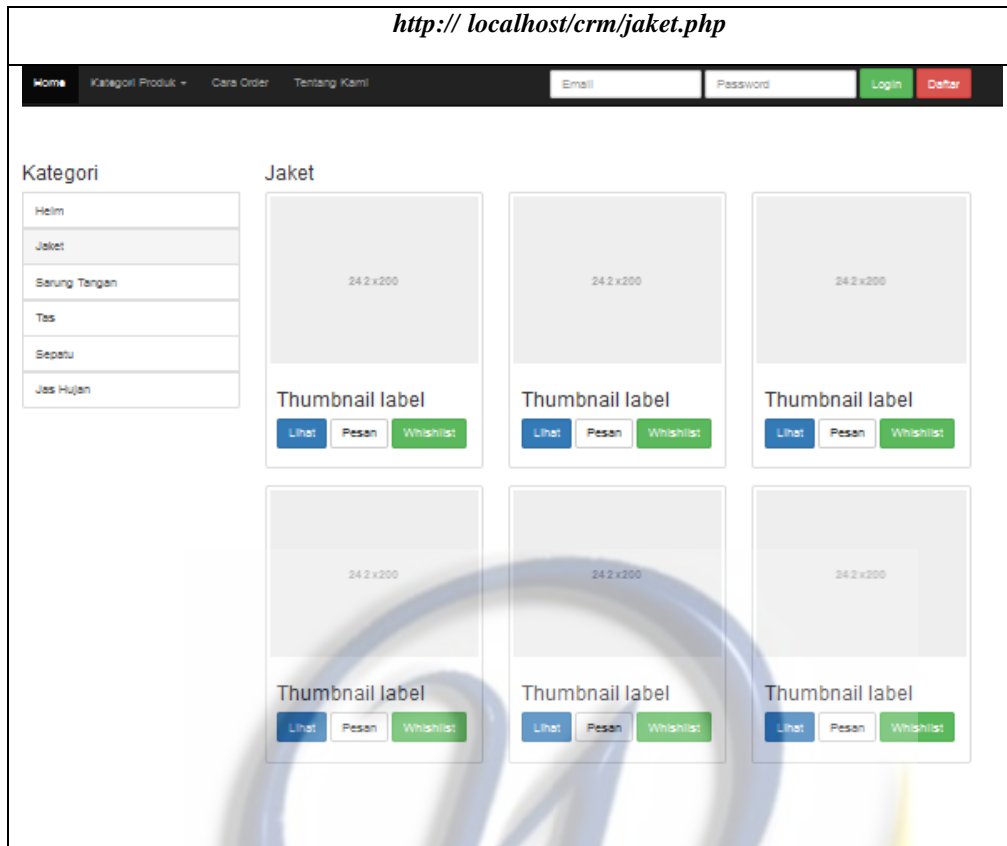 http:// localhost/crm/jaket.php
Home Kategori Produk Cara Order Tentang Kami Email Password Login Daftar
Kategori
Helm
Jaket
Sarung Tangan
Tas
Sepatu
Jas Hujan
Jaket
242x200 242x200 242x200
Thumbnail label Thumbnail label Thumbnail label
Lihat Pesan Whishlist Lihat Pesan Whishlist Lihat Pesan Whishlist
242x200 242x200 242x200
Thumbnail label Thumbnail label Thumbnail label
Lihat Pesan Whishlist Lihat Pesan Whishlist Lihat Pesan Whishlist